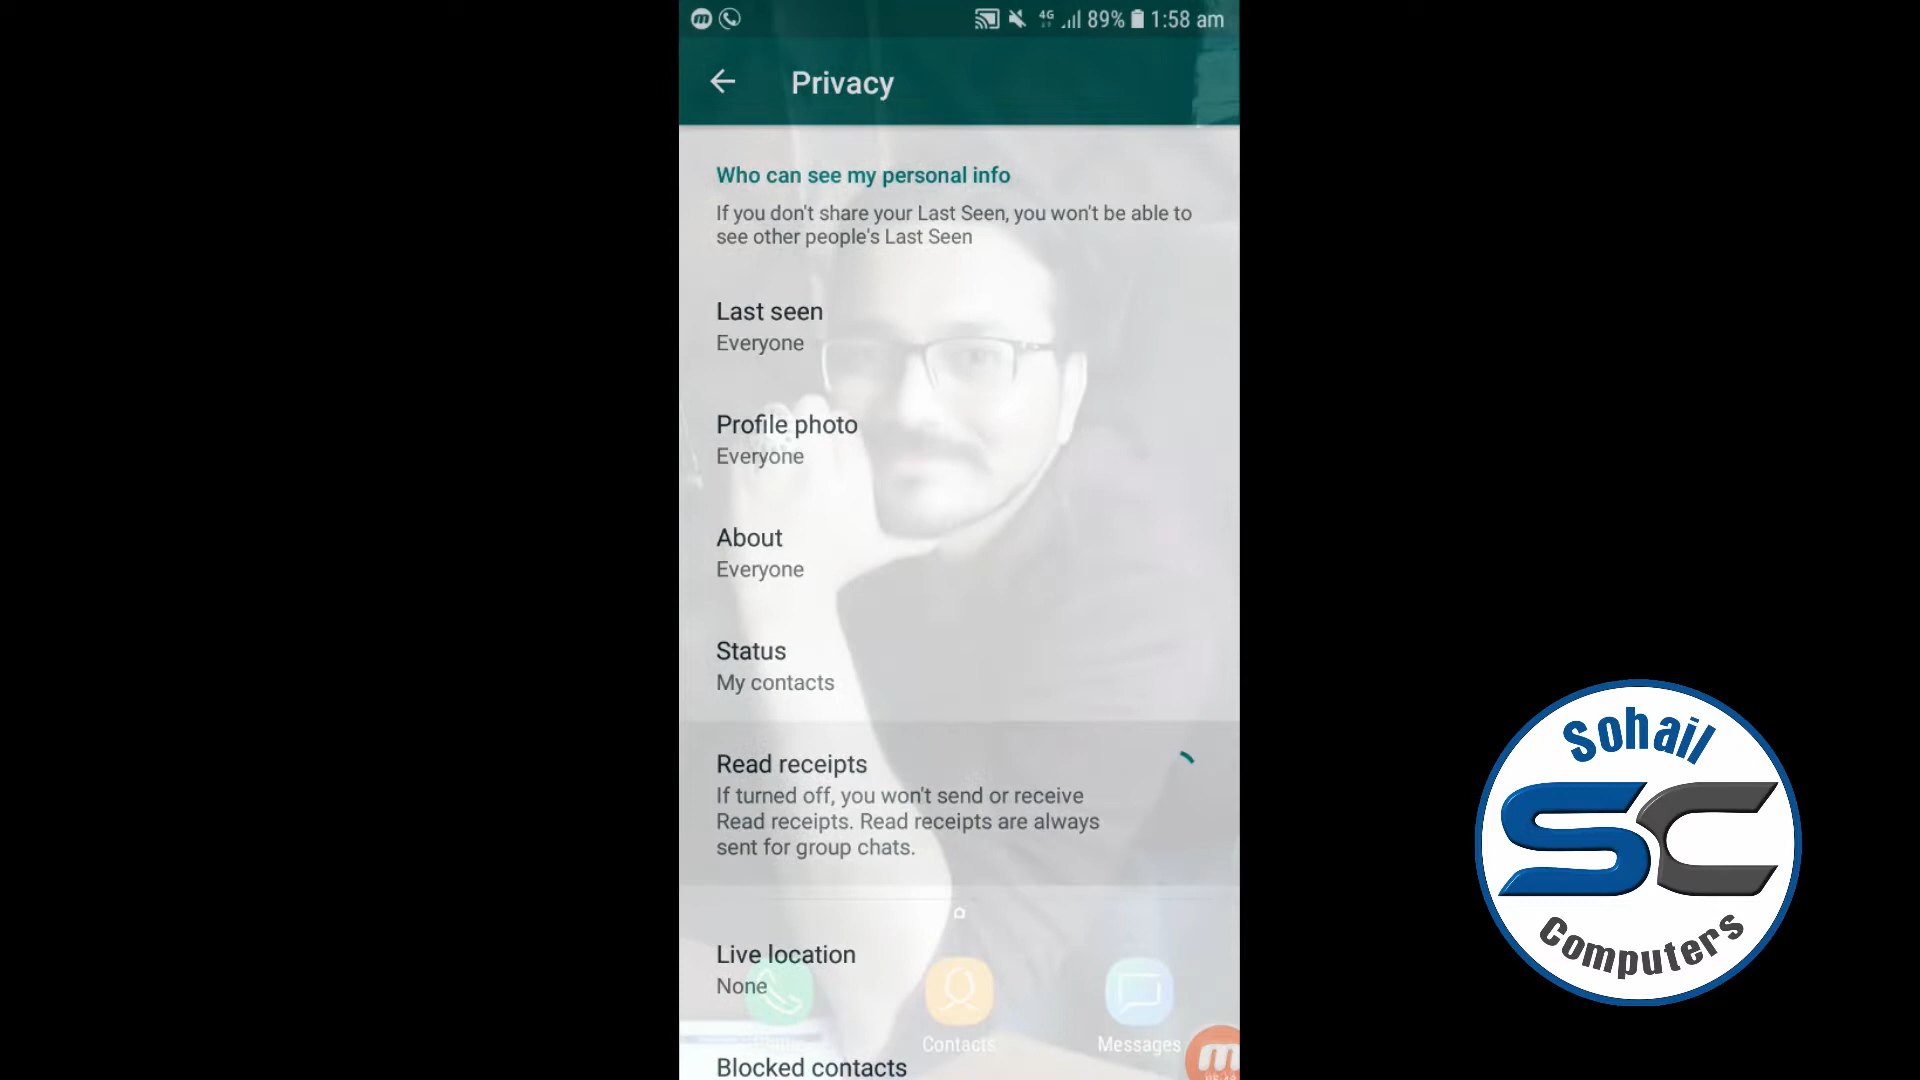 4G 89% 1:58 am
Privacy
Who can see my personal info
If you don't share your Last Seen, you won't be able to
see other people's Last Seen
Last seen
Everyone
Profile photo
Everyone
About
Everyone
Status
My contacts
Read receipts
If turned off, you won't send or receive
Read receipts. Read receipts are always
sent for group chats.
Live location
None
Contacts
Messages
Blocked contacts
Sohail
SC
Computers